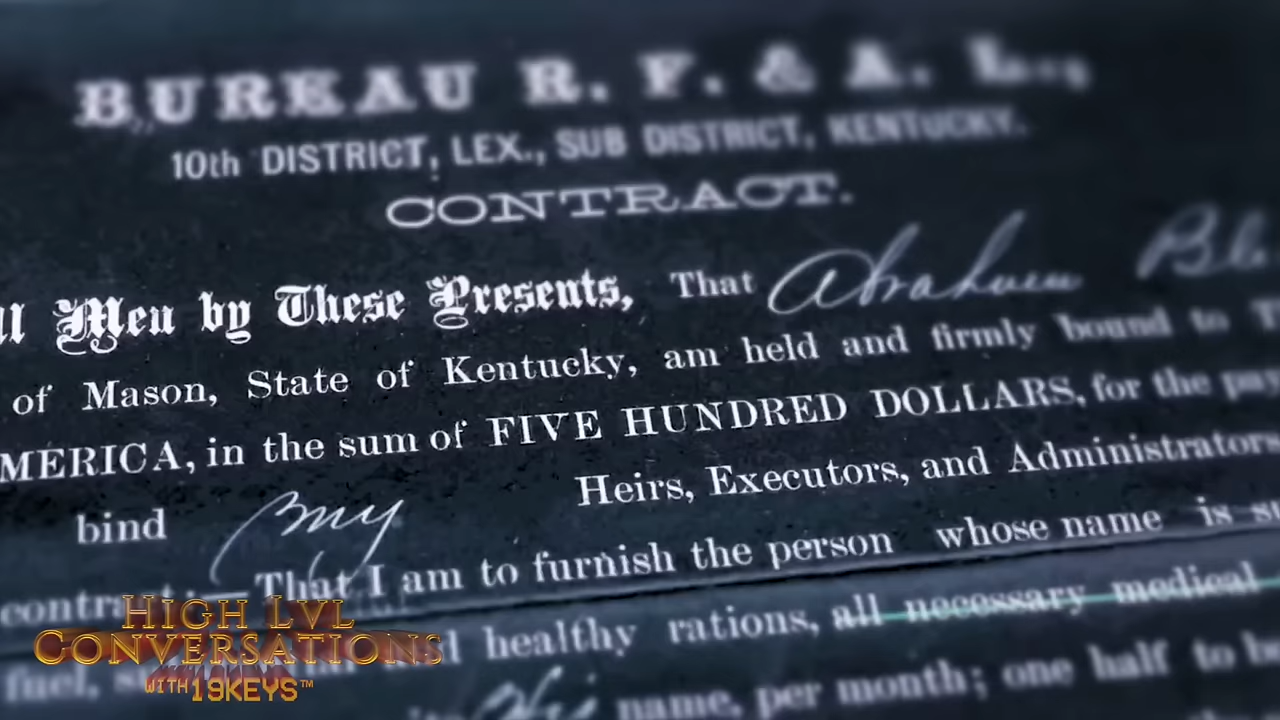 BUREAU R. F. & A. L.,
10th DISTRICT, LEX., SUB DISTRICT, KENTUCKY.
CONTRACT.
Men by These Presents, That Abraham
of Mason, State of Kentucky, am held and firmly bound to
MERICA, in the sum of FIVE HUNDRED DOLLARS, for the pay
bind my Heirs, Executors, and Administrators
That I am to furnish the person whose name is
healthy rations, all necessary medical
fuel, name, per month; one half to be
HIGH LVL
CONVERSATIONS
WITH 19KEYS™